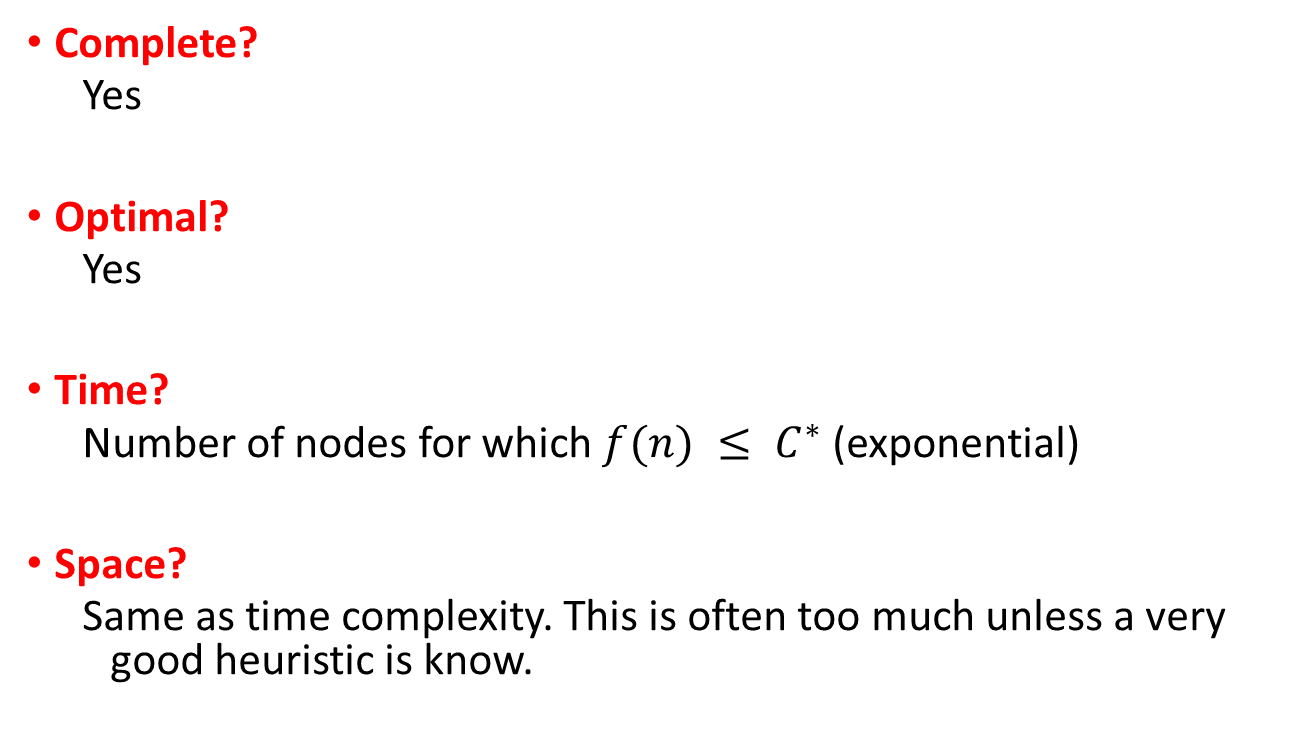 • Complete?
Yes
• Optimal?
Yes
• Time?
Number of nodes for which 𝑓(𝑛) ≤ 𝐶* (exponential)
• Space?
Same as time complexity. This is often too much unless a very
good heuristic is know.